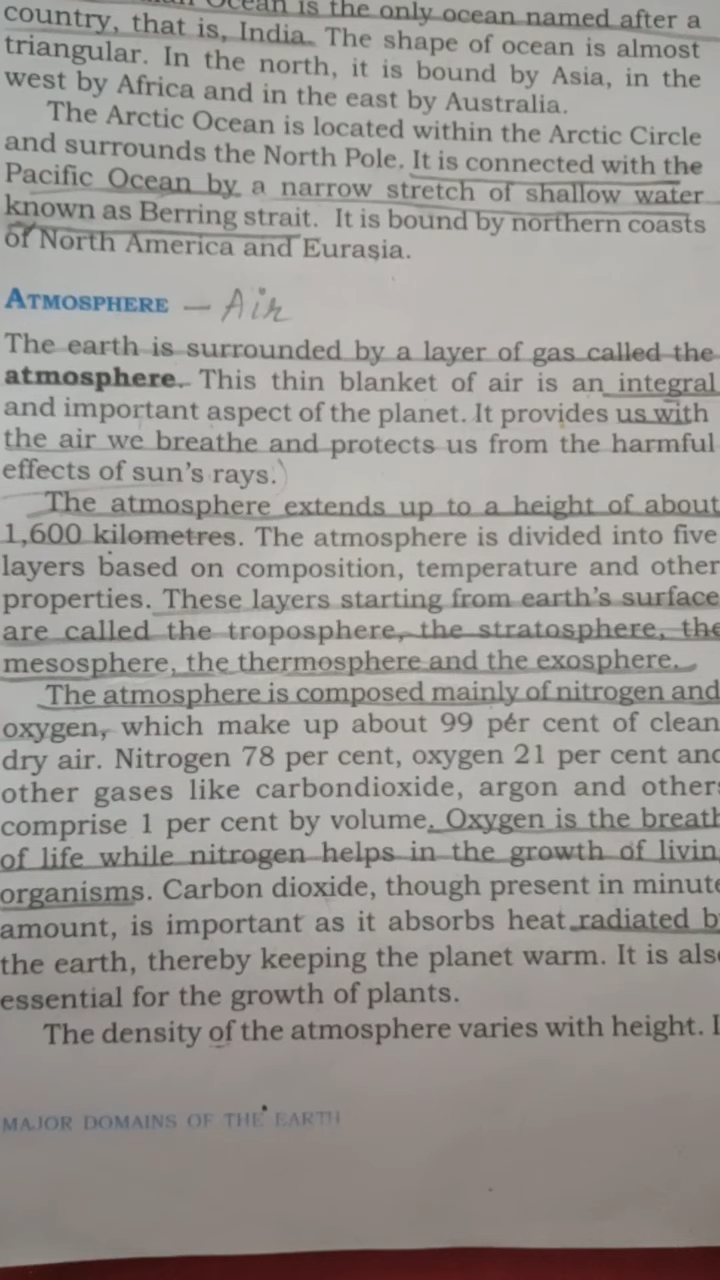 Ocean is the only ocean named after a
country, that is, India. The shape of ocean is almost
triangular. In the north, it is bound by Asia, in the
west by Africa and in the east by Australia.
The Arctic Ocean is located within the Arctic Circle
and surrounds the North Pole. It is connected with the
Pacific Ocean by a narrow stretch of shallow water
known as Berring strait. It is bound by northern coasts
of North America and Eurasia.
ATMOSPHERE – Air
The earth is surrounded by a layer of gas called the
atmosphere. This thin blanket of air is an integral
and important aspect of the planet. It provides us with
the air we breathe and protects us from the harmful
effects of sun's rays.
The atmosphere extends up to a height of about
1,600 kilometres. The atmosphere is divided into five
layers based on composition, temperature and other
properties. These layers starting from earth's surface
are called the troposphere, the stratosphere, the
mesosphere, the thermosphere and the exosphere.
The atmosphere is composed mainly of nitrogen and
oxygen, which make up about 99 per cent of clean
dry air. Nitrogen 78 per cent, oxygen 21 per cent and
other gases like carbondioxide, argon and others
comprise 1 per cent by volume. Oxygen is the breath
of life while nitrogen helps in the growth of livin
organisms. Carbon dioxide, though present in minute
amount, is important as it absorbs heat radiated b
the earth, thereby keeping the planet warm. It is als
essential for the growth of plants.
The density of the atmosphere varies with height. I
MAJOR DOMAINS OF THE EARTH